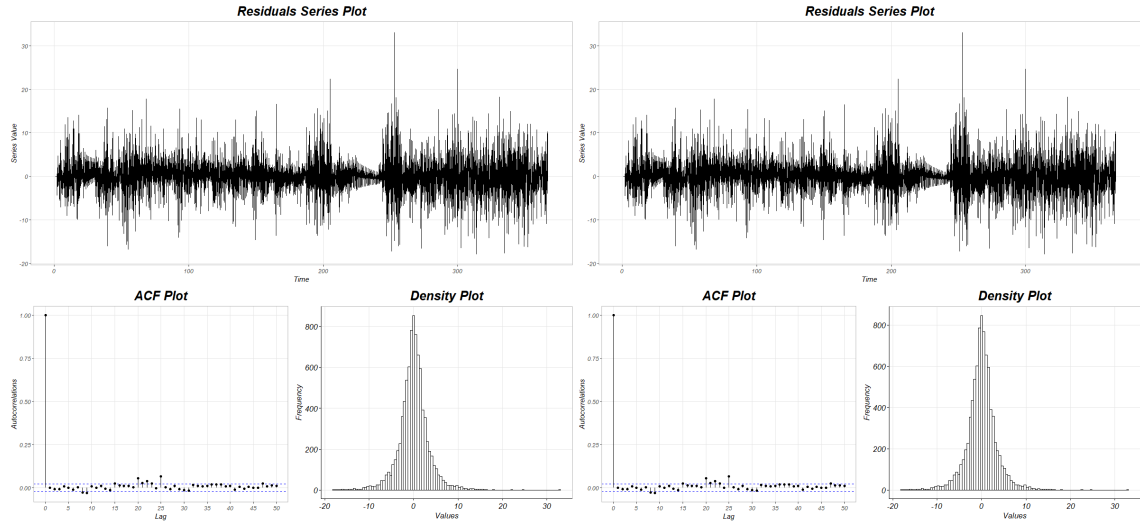 Residuals Series Plot
Series Value
30
20
10
0
-10
-20
0
100
200
300
Time
Residuals Series Plot
Series Value
30
20
10
0
-10
-20
0
100
200
300
Time
ACF Plot
Autocorrelations
1.00
0.75
0.50
0.25
0.00
0 5 10 15 20 25 30 35 40 45 50
Lag
Density Plot
Frequency
800
600
400
200
0
-20 -10 0 10 20 30
Values
ACF Plot
Autocorrelations
1.00
0.75
0.50
0.25
0.00
0 5 10 15 20 25 30 35 40 45 50
Lag
Density Plot
Frequency
800
600
400
200
0
-20 -10 0 10 20 30
Values